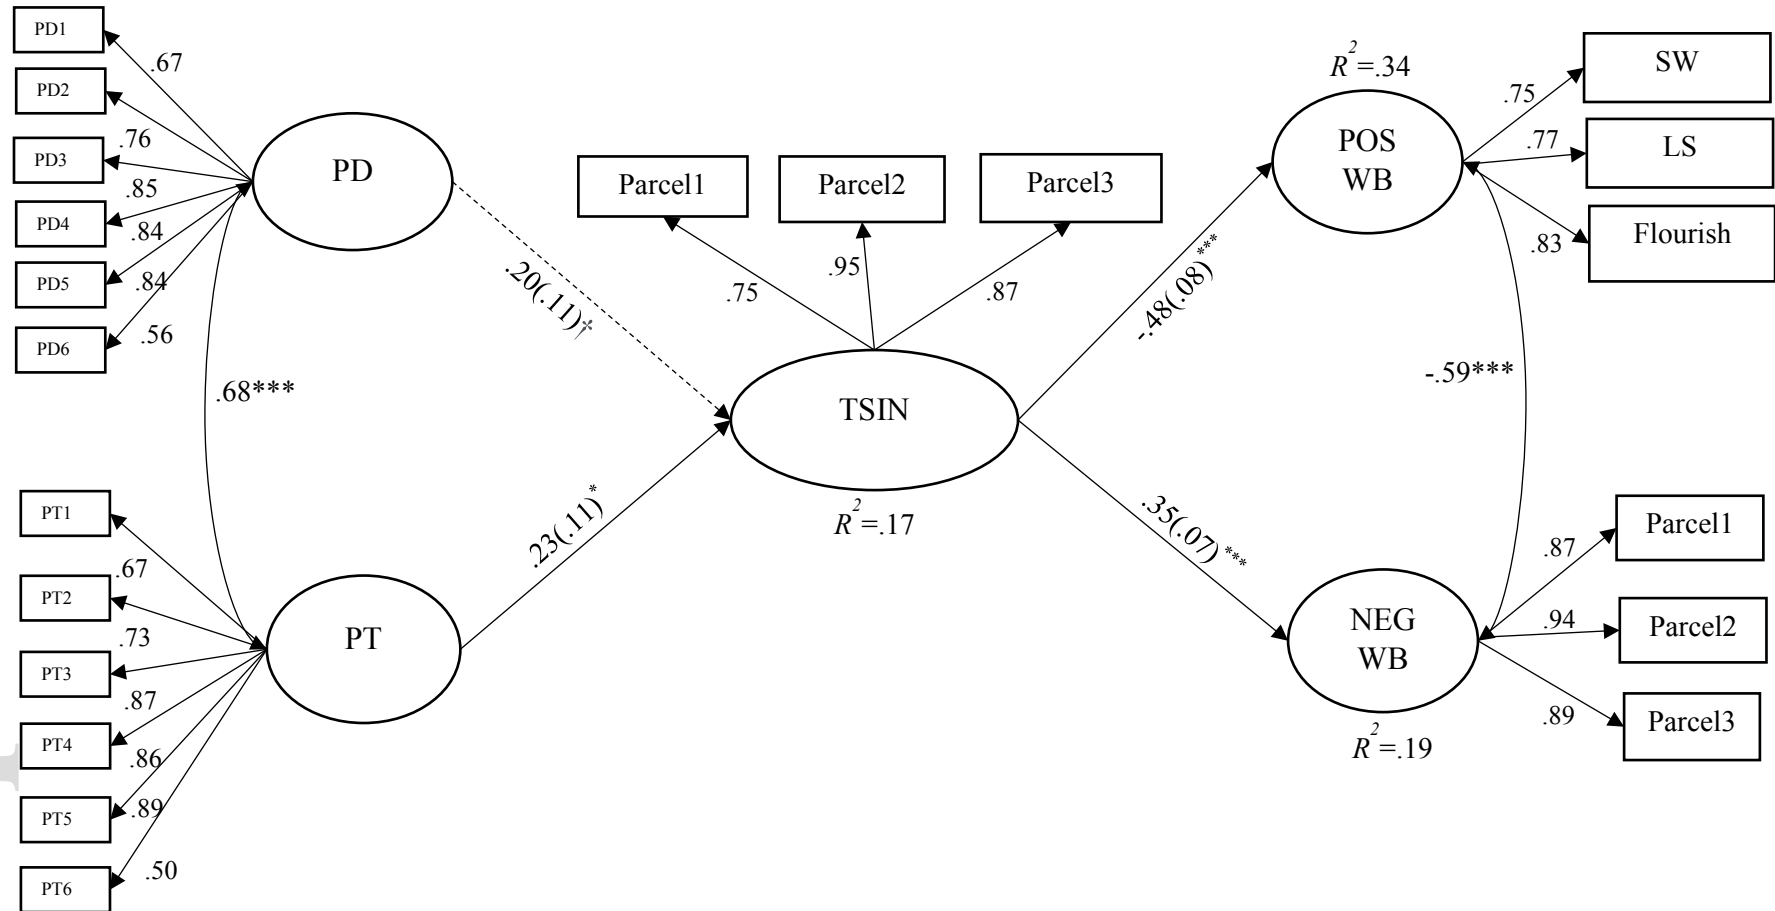 PD1
.67
PD2
.76
PD3
.85
PD4
.84
PD5
.84
PD6
.56
PD
.68***
PT1
.67
PT2
.73
PT3
.87
PT4
.86
PT5
.89
PT6
.50
PT
.20(.11)†
.23(.11)*
Parcel1
Parcel2
Parcel3
.75
.95
.87
TSIN
R²=.17
-.48(.08)***
.35(.07)***
R²=.34
POS
WB
.75
SW
.77
LS
.83
Flourish
-.59***
NEG
WB
R²=.19
.87
Parcel1
.94
Parcel2
.89
Parcel3